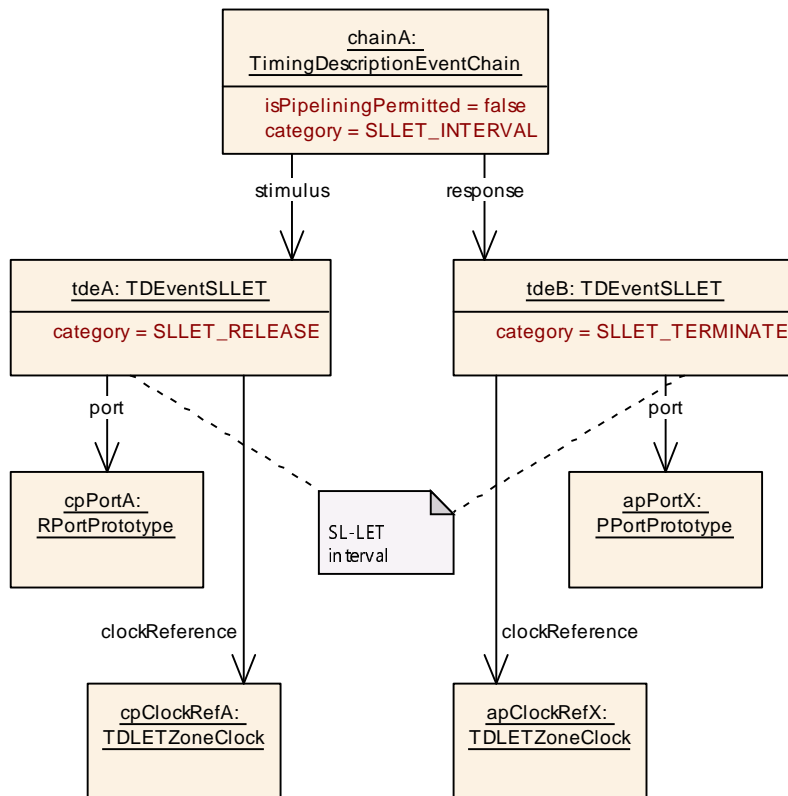 chainA:
TimingDescriptionEventChain
isPipeliningPermitted = false
category = SLLET_INTERVAL
stimulus
response
tdeA: TDEventSLLET
category = SLLET_RELEASE
tdeB: TDEventSLLET
category = SLLET_TERMINATE
port
port
cpPortA:
RPortPrototype
SL-LET
interval
apPortX:
PPortPrototype
clockReference
clockReference
cpClockRefA:
TDLETZoneClock
apClockRefX:
TDLETZoneClock